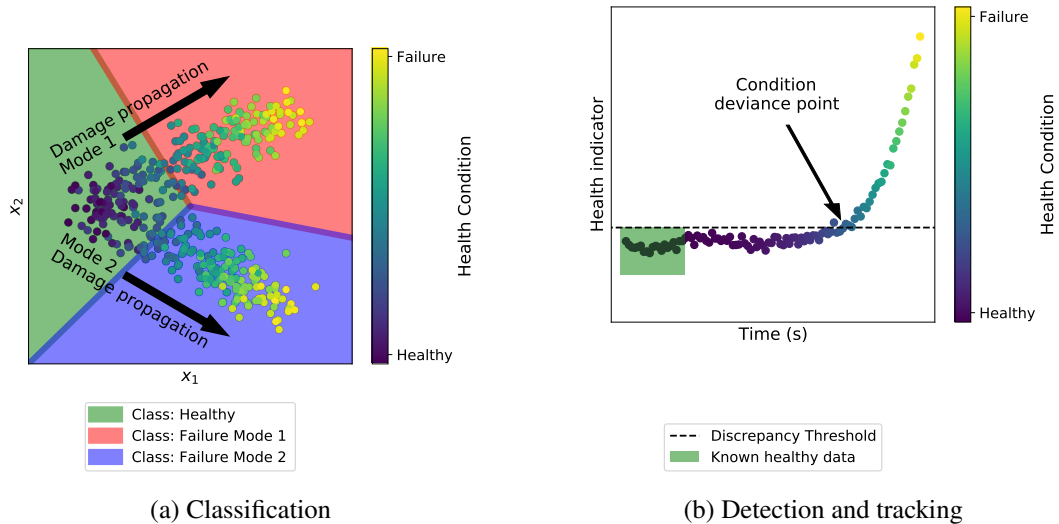 Damage propagation
Mode 1
Mode 2
Damage propagation
x2
x1
Failure
Healthy
Health Condition
Class: Healthy
Class: Failure Mode 1
Class: Failure Mode 2
(a) Classification
Condition
deviance point
Health indicator
Time (s)
Failure
Healthy
Health Condition
Discrepancy Threshold
Known healthy data
(b) Detection and tracking